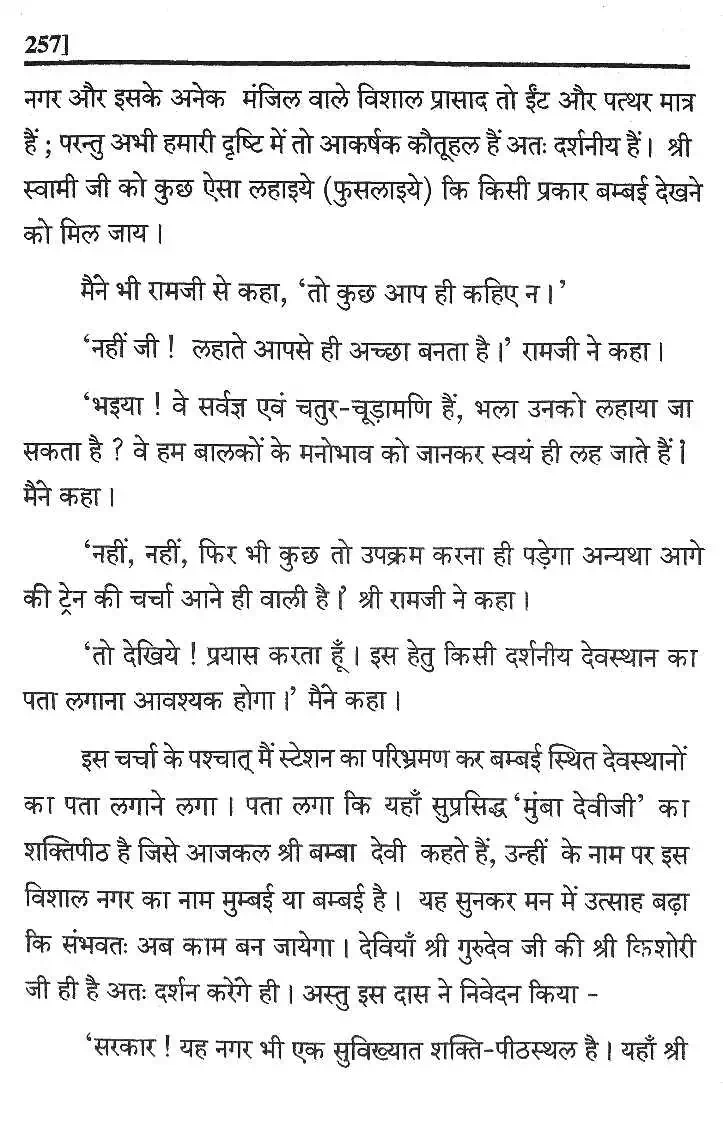 257]
नगर और इसके अनेक मंजिल वाले विशाल प्रासाद तो ईंट और पत्थर मात्र
हैं ; परन्तु अभी हमारी दृष्टि में तो आकर्षक कौतूहल हैं अतः दर्शनीय हैं। श्री
स्वामी जी को कुछ ऐसा लहाइये (फुसलाइये) कि किसी प्रकार बम्बई देखने
को मिल जाय।
मैंने भी रामजी से कहा, ‘तो कुछ आप ही कहिए न।’
‘नहीं जी ! लहाते आपसे ही अच्छा बनता है।’ रामजी ने कहा।
‘भइया ! वे सर्वज्ञ एवं चतुर-चूड़ामणि हैं, भला उनको लहाया जा
सकता है ? वे हम बालकों के मनोभाव को जानकर स्वयं ही लह जाते हैं।’
मैंने कहा।
‘नहीं, नहीं, फिर भी कुछ तो उपक्रम करना ही पड़ेगा अन्यथा आगे
की ट्रेन की चर्चा आने ही वाली है।’ श्री रामजी ने कहा।
‘तो देखिये ! प्रयास करता हूँ। इस हेतु किसी दर्शनीय देवस्थान का
पता लगाना आवश्यक होगा।’ मैंने कहा।
इस चर्चा के पश्चात् मैं स्टेशन का परिभ्रमण कर बम्बई स्थित देवस्थानों
का पता लगाने लगा। पता लगा कि यहाँ सुप्रसिद्ध ‘मुंबा देवीजी’ का
शक्तिपीठ है जिसे आजकल श्री बम्बा देवी कहते हैं, उन्हीं के नाम पर इस
विशाल नगर का नाम मुम्बई या बम्बई है। यह सुनकर मन में उत्साह बढ़ा
कि संभवतः अब काम बन जायेगा। देवियाँ श्री गुरुदेव जी की श्री किशोरी
जी ही है अतः दर्शन करेंगे ही। अस्तु इस दास ने निवेदन किया -
‘सरकार ! यह नगर भी एक सुविख्यात शक्ति-पीठस्थल है। यहाँ श्री